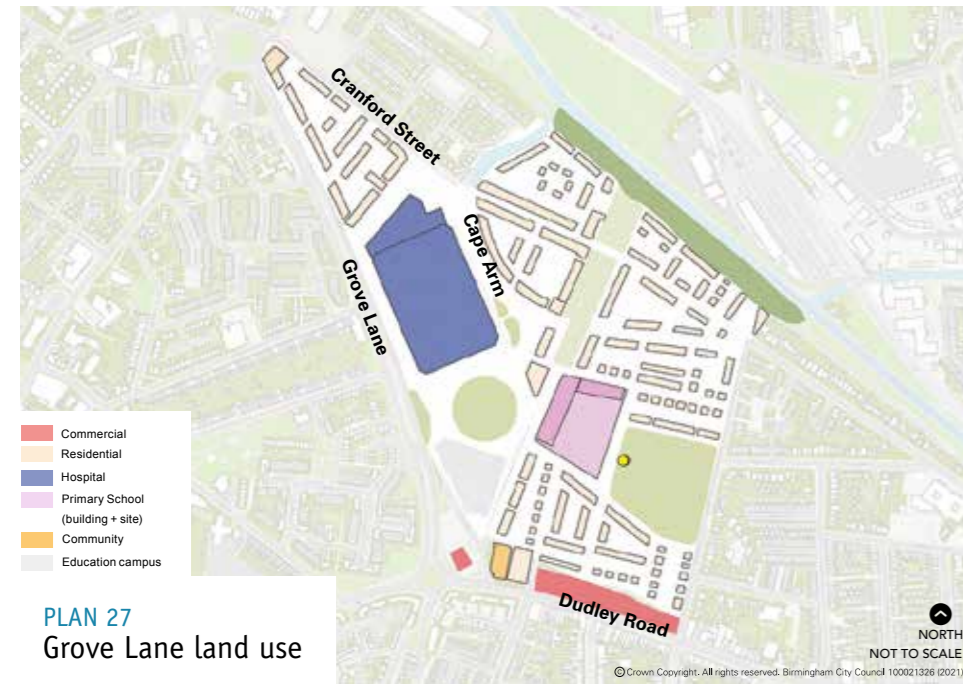 Cranford Street
Cape Arm
Grove Lane
Commercial
Residential
Hospital
Primary School
(building + site)
Community
Education campus
Dudley Road
PLAN 27
Grove Lane land use
NORTH
NOT TO SCALE
© Crown Copyright. All rights reserved. Birmingham City Council 100021326 (2021)